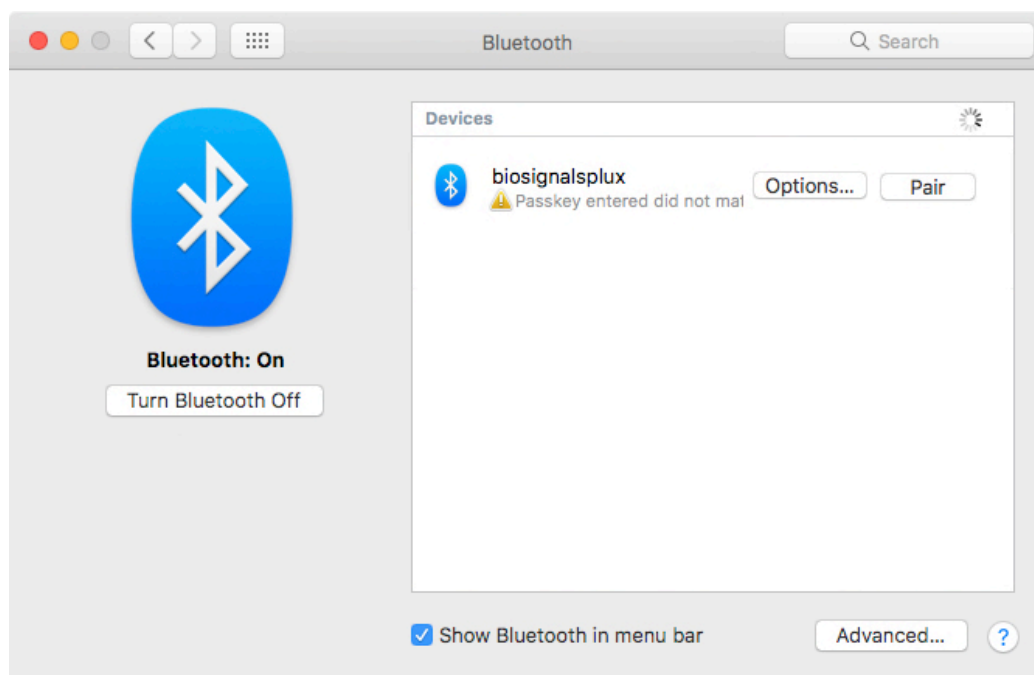 Bluetooth
Search
Devices
biosignalsplux
Passkey entered did not mat
Options...
Pair
Bluetooth: On
Turn Bluetooth Off
Show Bluetooth in menu bar
Advanced...
?